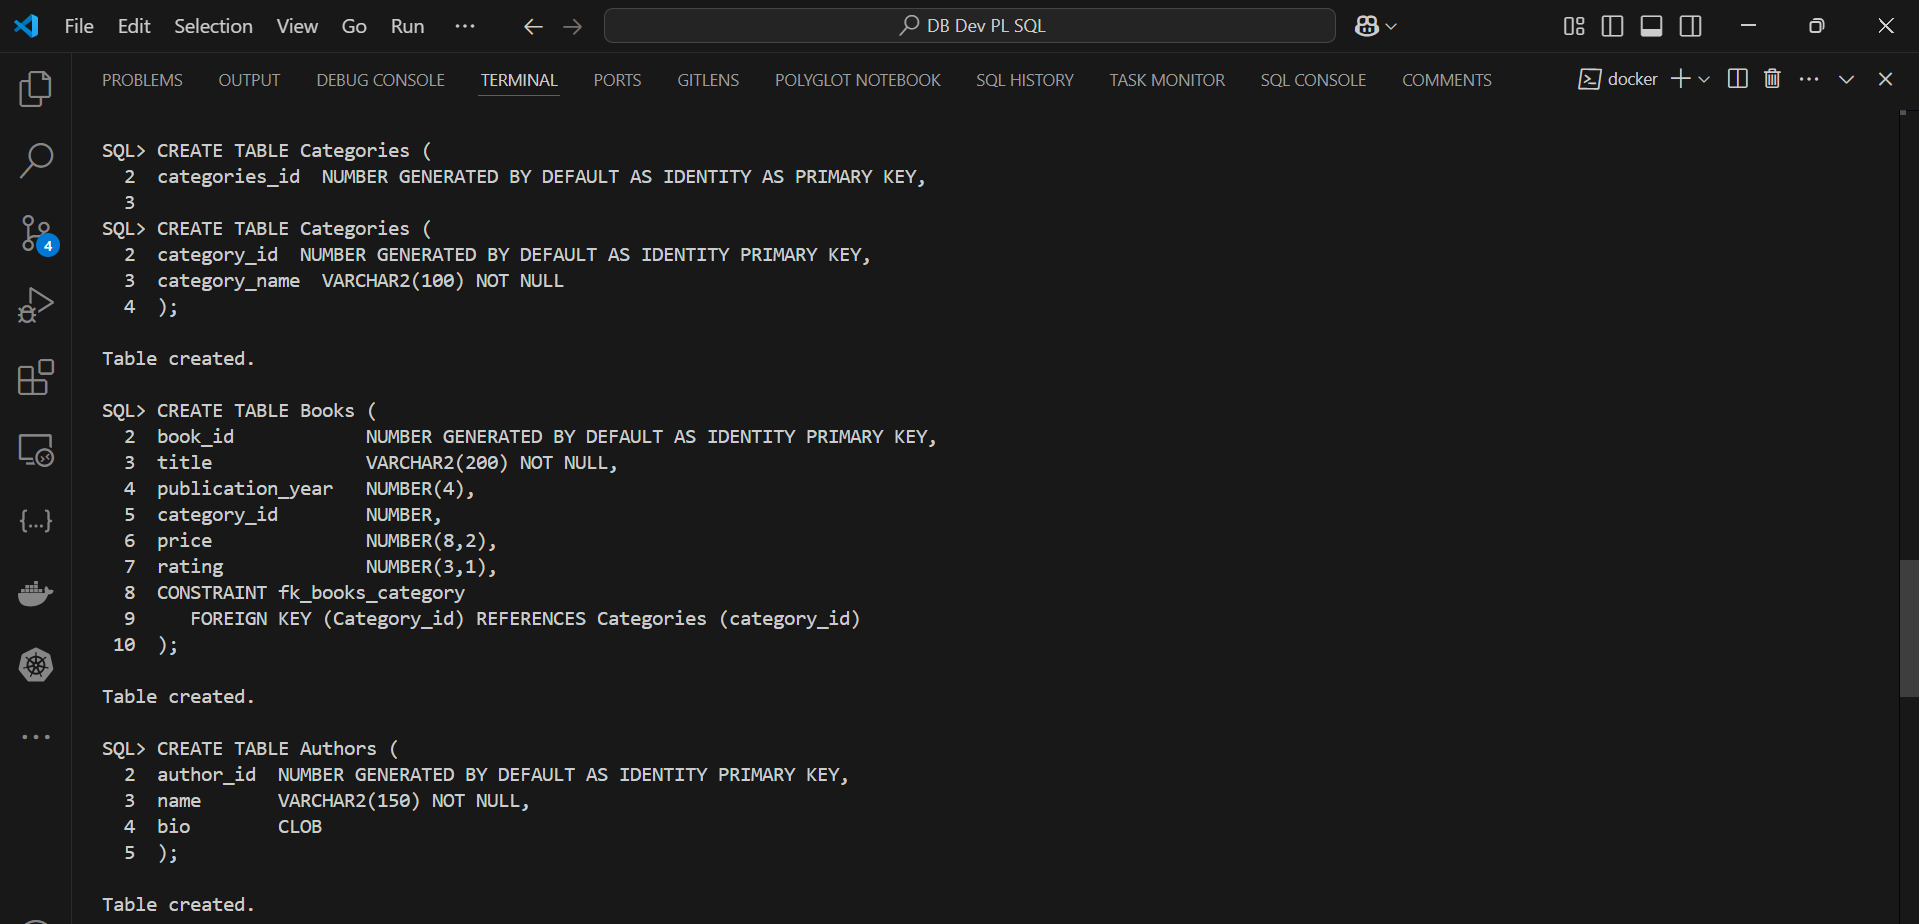 File Edit Selection View Go Run ··· DB Dev PL SQL
PROBLEMS OUTPUT DEBUG CONSOLE TERMINAL PORTS GITLENS POLYGLOT NOTEBOOK SQL HISTORY TASK MONITOR SQL CONSOLE COMMENTS docker
SQL> CREATE TABLE Categories (
2 categories_id  NUMBER GENERATED BY DEFAULT AS IDENTITY AS PRIMARY KEY,
3
SQL> CREATE TABLE Categories (
2 category_id  NUMBER GENERATED BY DEFAULT AS IDENTITY PRIMARY KEY,
3 category_name  VARCHAR2(100) NOT NULL
4 );
Table created.
SQL> CREATE TABLE Books (
2 book_id            NUMBER GENERATED BY DEFAULT AS IDENTITY PRIMARY KEY,
3 title              VARCHAR2(200) NOT NULL,
4 publication_year   NUMBER(4),
5 category_id        NUMBER,
6 price              NUMBER(8,2),
7 rating             NUMBER(3,1),
8 CONSTRAINT fk_books_category
9    FOREIGN KEY (Category_id) REFERENCES Categories (category_id)
10 );
Table created.
SQL> CREATE TABLE Authors (
2 author_id  NUMBER GENERATED BY DEFAULT AS IDENTITY PRIMARY KEY,
3 name       VARCHAR2(150) NOT NULL,
4 bio        CLOB
5 );
Table created.
4